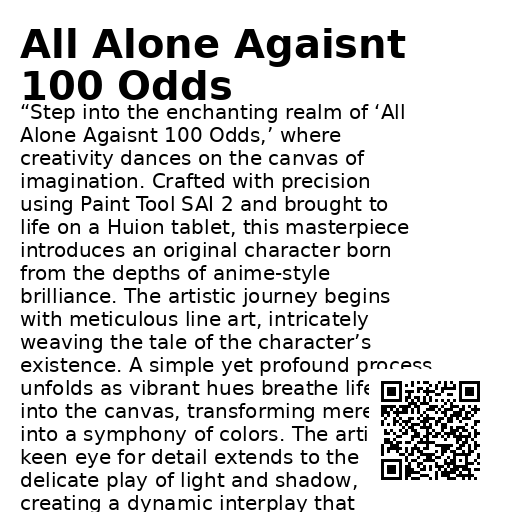 All Alone Agaisnt
100 Odds
“Step into the enchanting realm of ‘All
Alone Agaisnt 100 Odds,’ where
creativity dances on the canvas of
imagination. Crafted with precision
using Paint Tool SAI 2 and brought to
life on a Huion tablet, this masterpiece
introduces an original character born
from the depths of anime-style
brilliance. The artistic journey begins
with meticulous line art, intricately
weaving the tale of the character’s
existence. A simple yet profound process
unfolds as vibrant hues breathe life
into the canvas, transforming mere
into a symphony of colors. The arti
keen eye for detail extends to the
delicate play of light and shadow,
creating a dynamic interplay that